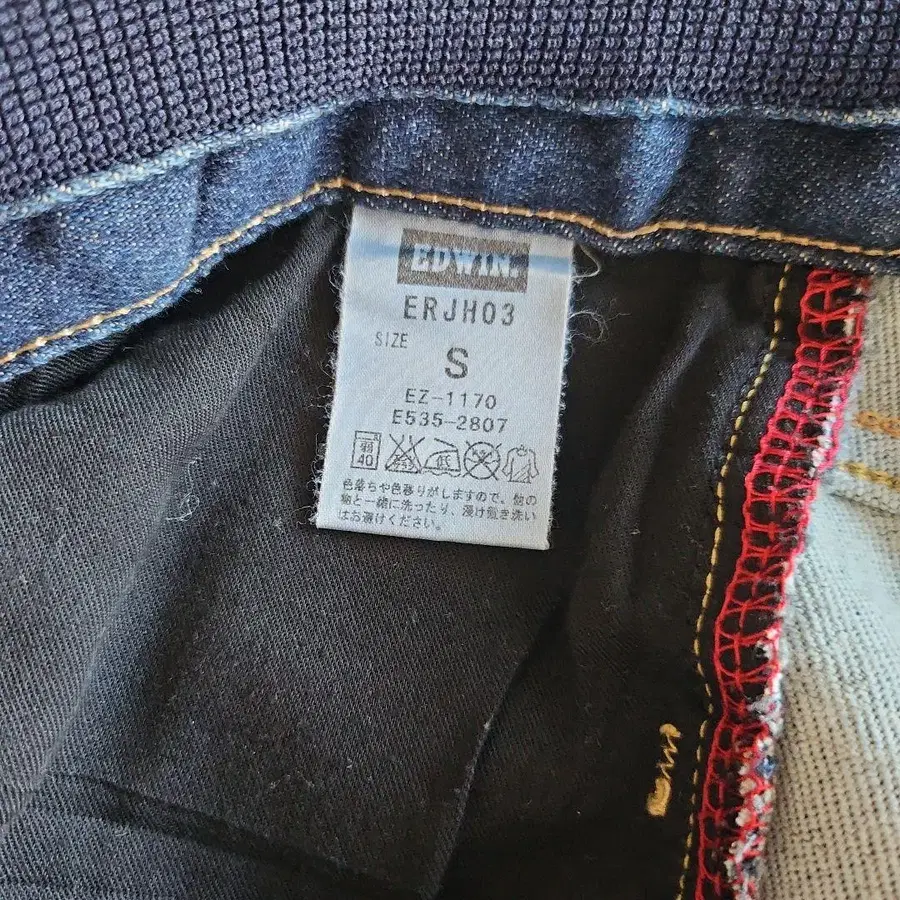 EDWIN.
ERJH03
SIZE
S
EZ-1170
E535-2807
弱
40
色落ちや色移りがしますので、他の
物と一緒に洗ったり、浸け置き洗い
はお避けください。